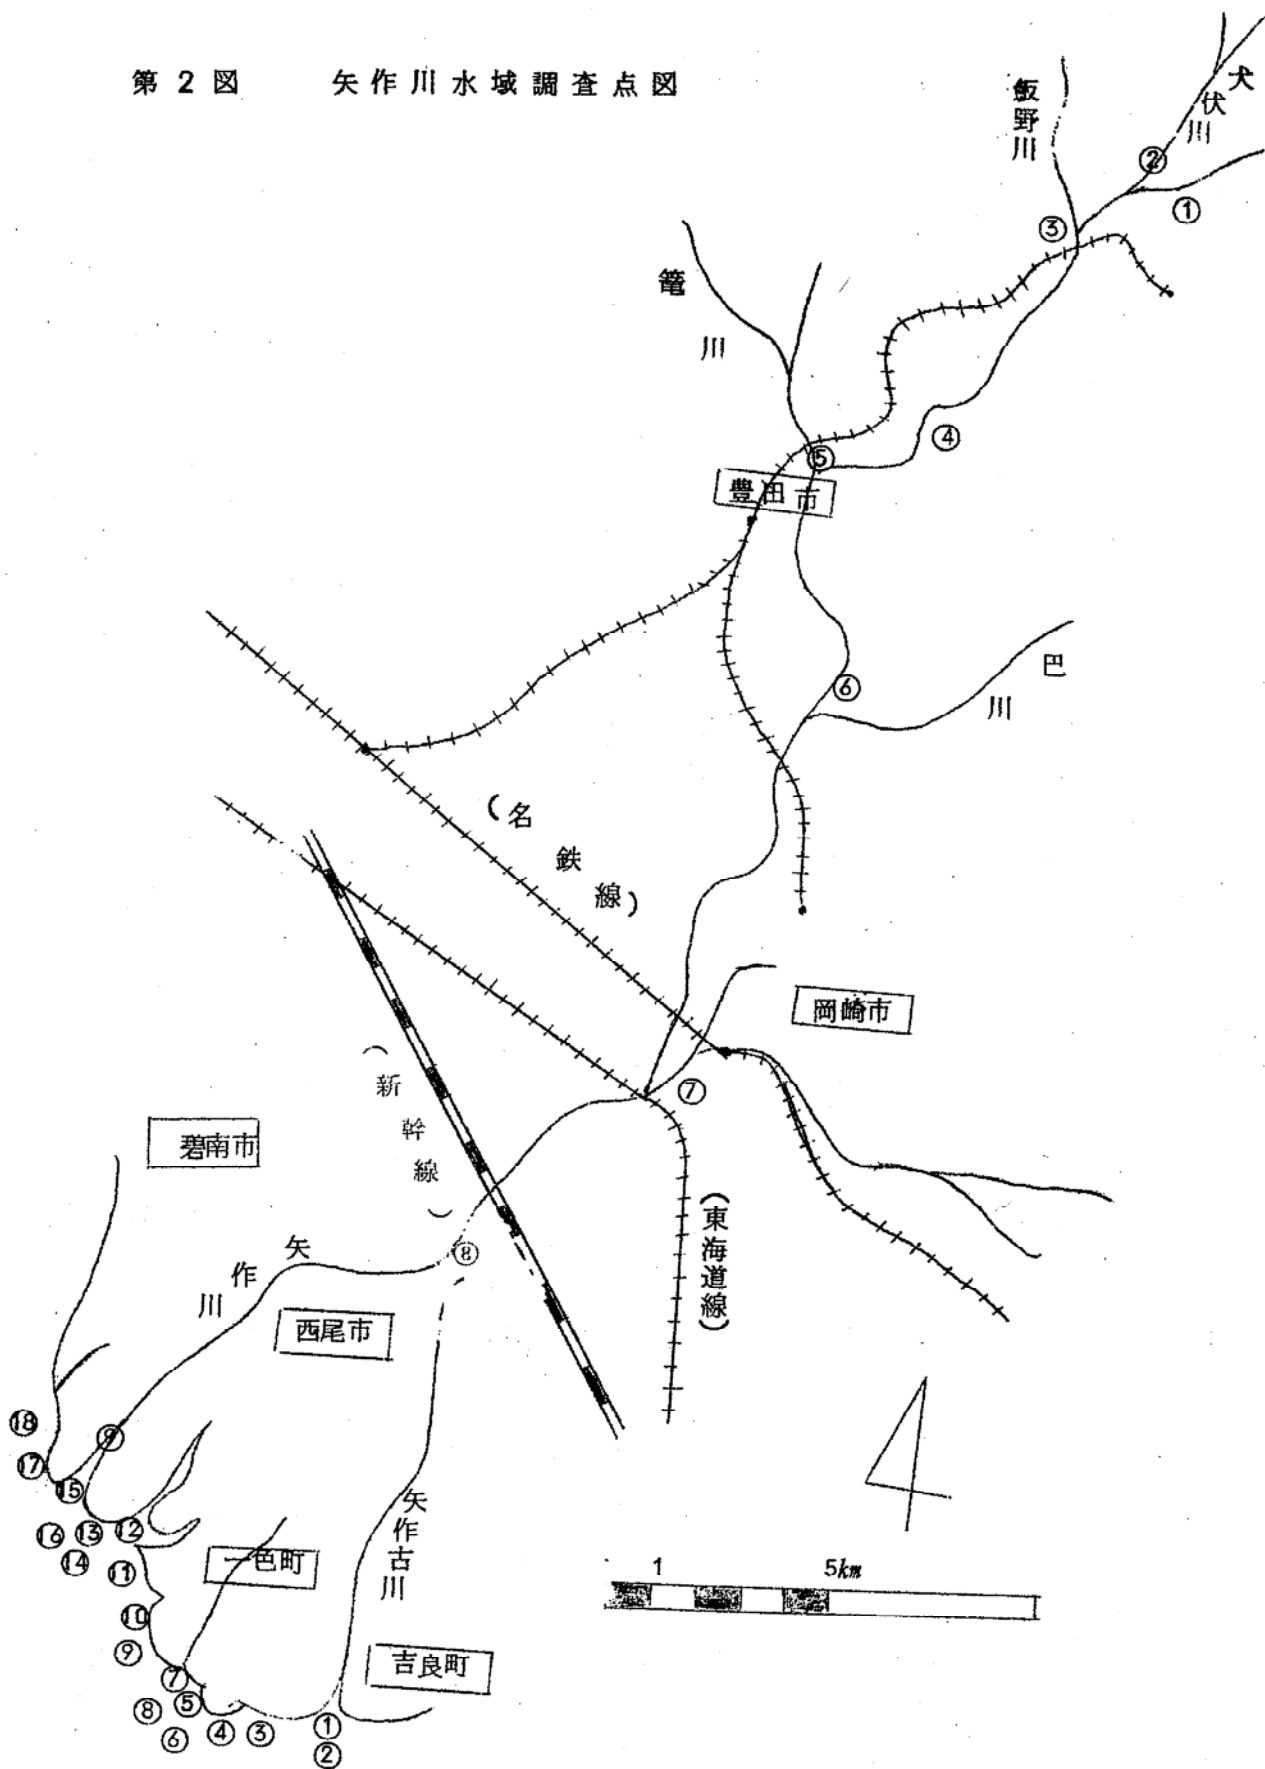 第2図 矢作川水域調査点図
犬伏川
飯野川
②
①
③
篭川
④
⑤
豊田市
⑥
巴川
(名鉄線)
岡崎市
⑦
(新幹線)
碧南市
(東海道線)
⑧
矢作川
西尾市
⑨
⑱
⑰
⑮
⑯
⑬
⑫
⑭
⑪
矢作古川
一色町
1 5km
⑩
⑨
吉良町
⑦
⑧
⑤
⑥
④
③
①
②